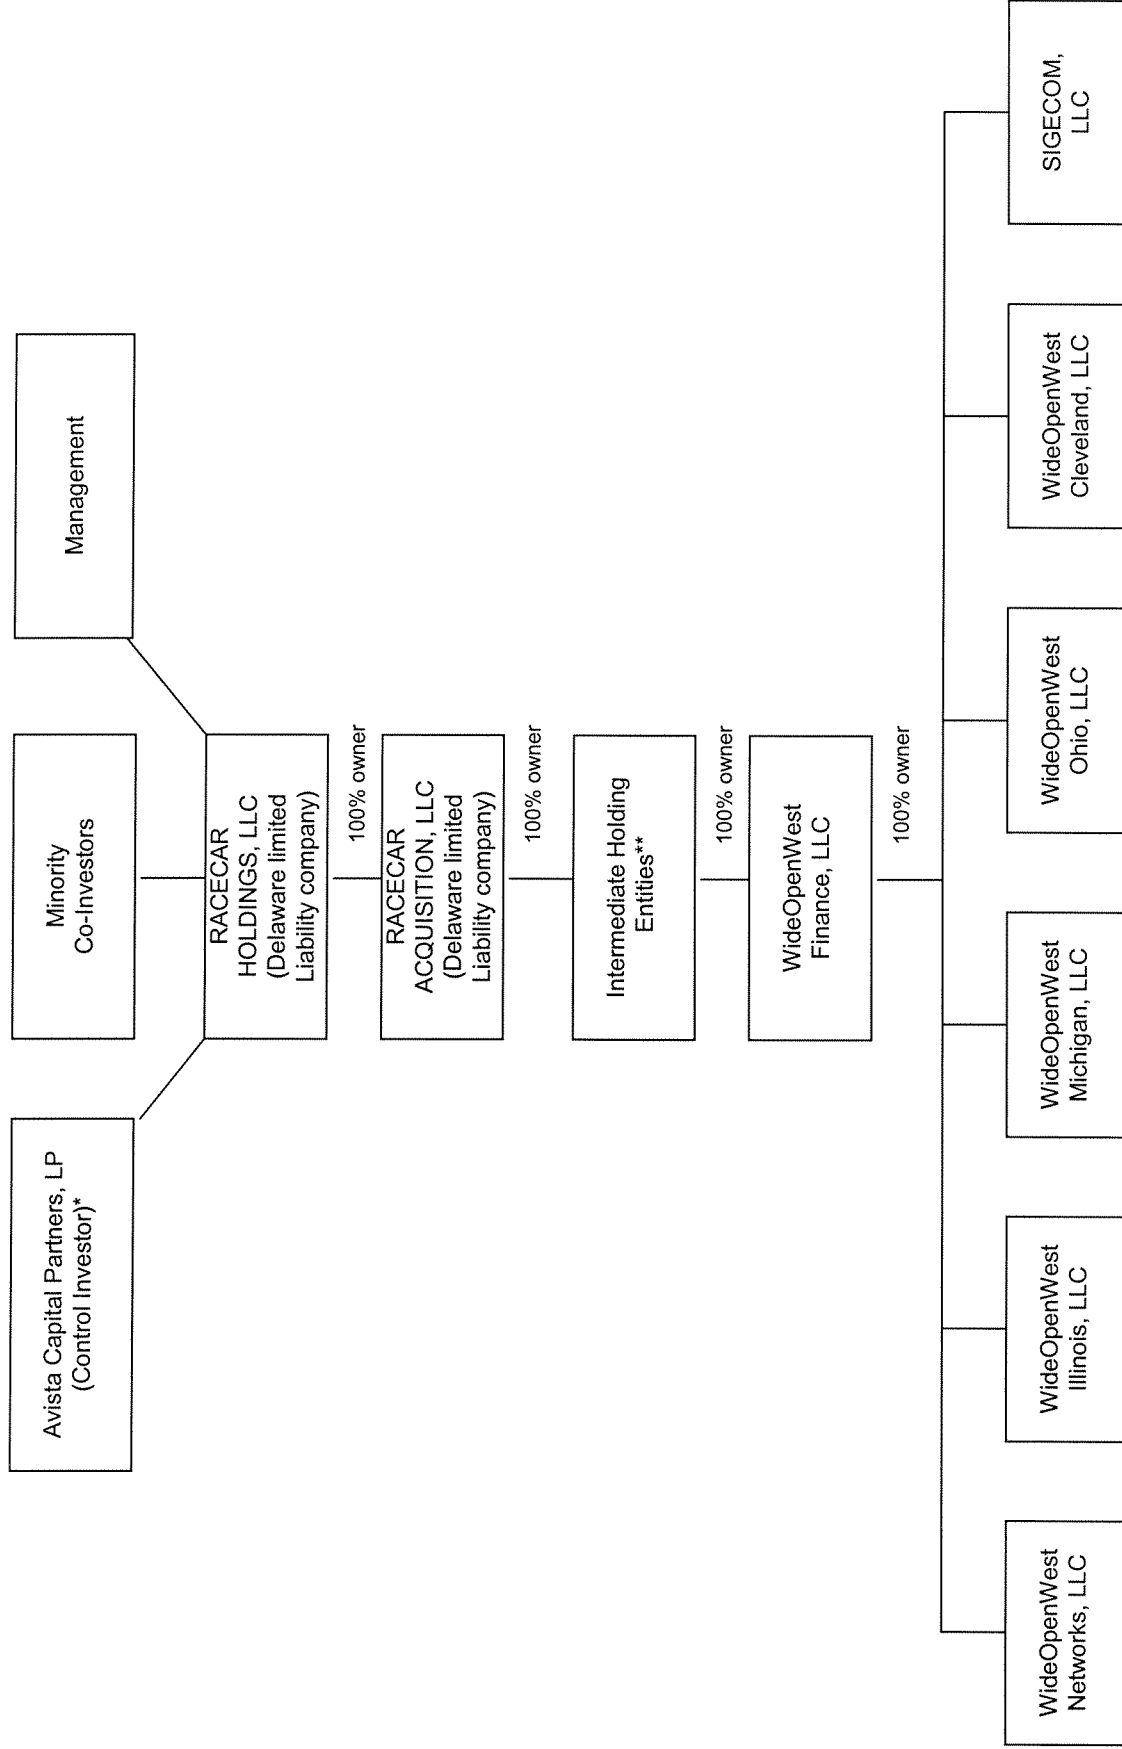 Avista Capital Partners, LP
(Control Investor)*
Minority
Co-Investors
Management
RACECAR
HOLDINGS, LLC
(Delaware limited
Liability company)
100% owner
RACECAR
ACQUISITION, LLC
(Delaware limited
Liability company)
100% owner
Intermediate Holding
Entities**
100% owner
WideOpenWest
Finance, LLC
100% owner
WideOpenWest
Networks, LLC
WideOpenWest
Illinois, LLC
WideOpenWest
Michigan, LLC
WideOpenWest
Ohio, LLC
WideOpenWest
Cleveland, LLC
SIGECOM,
LLC